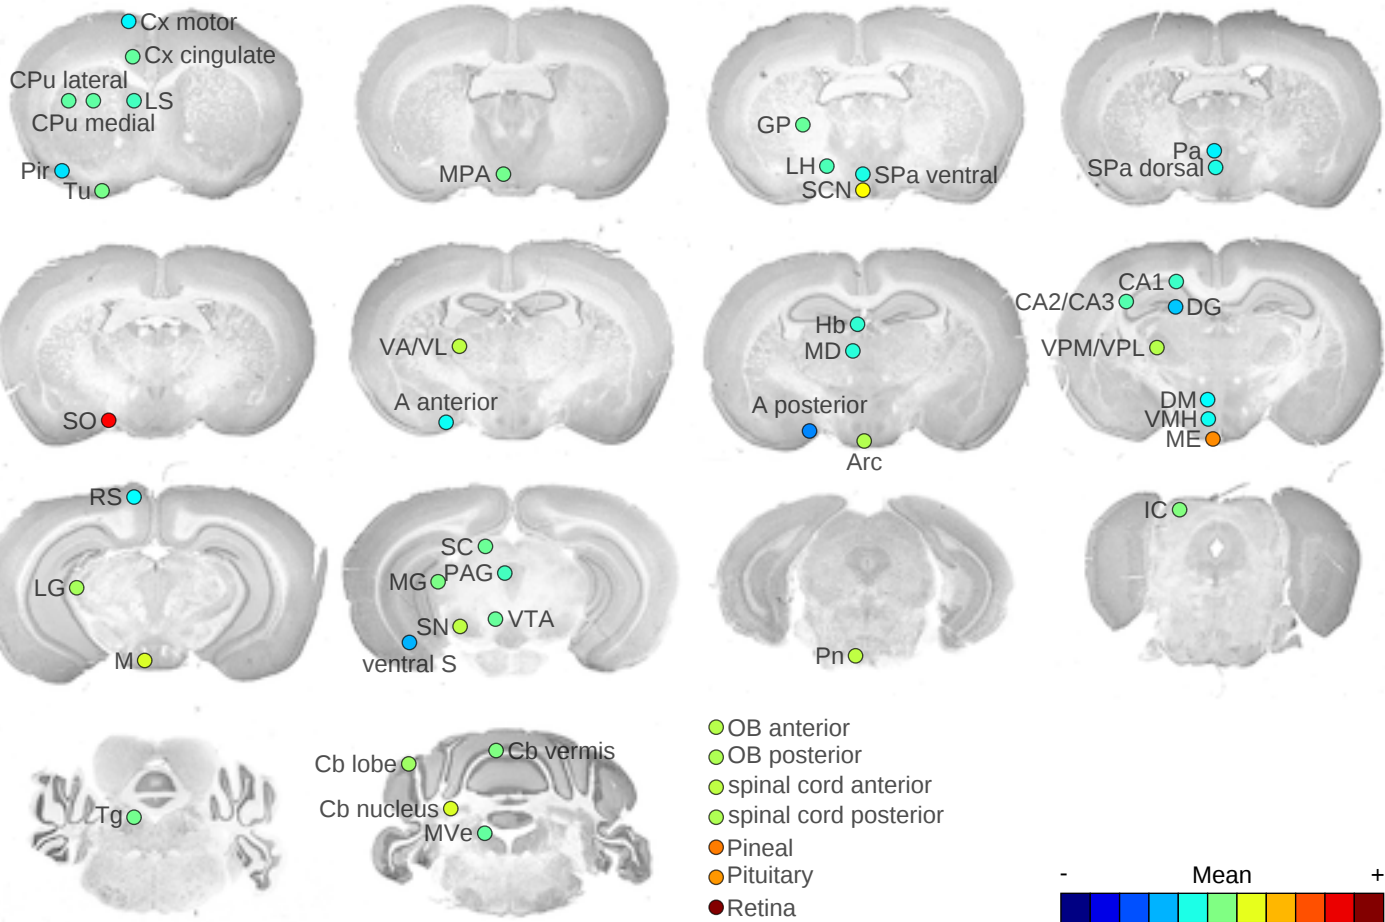 Cx motor
Cx cingulate
CPu lateral
LS
CPu medial
Pir
Tu
MPA
GP
LH
SPa ventral
SCN
Pa
SPa dorsal
SO
VA/VL
A anterior
Hb
MD
A posterior
Arc
CA1
CA2/CA3
DG
VPM/VPL
DM
VMH
ME
RS
LG
M
SC
MG
PAG
SN
VTA
ventral S
Pn
IC
Tg
Cb lobe
Cb vermis
Cb nucleus
MVe
OB anterior
OB posterior
spinal cord anterior
spinal cord posterior
Pineal
Pituitary
Retina
- Mean +